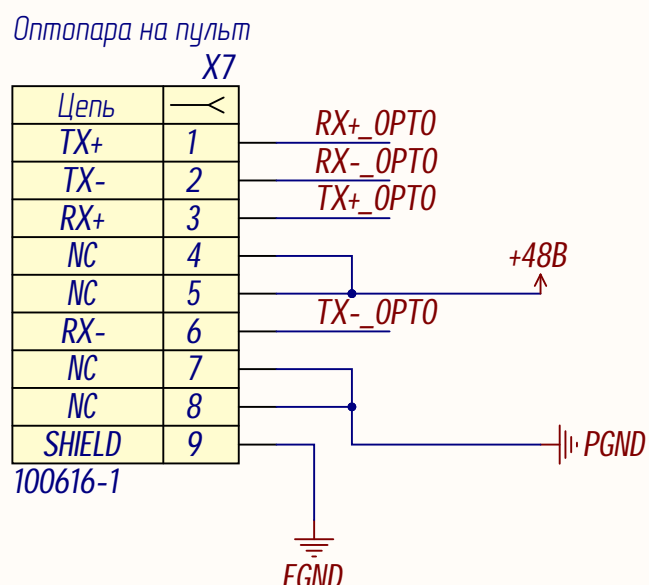 Оптопара на пульт
X7
Цепь
TX+ 1 RX+_OPTO
TX- 2 RX-_OPTO
RX+ 3 TX+_OPTO
NC 4
+48В
NC 5
RX- 6 TX-_OPTO
NC 7
NC 8
PGND
SHIELD 9
100616-1
EGND